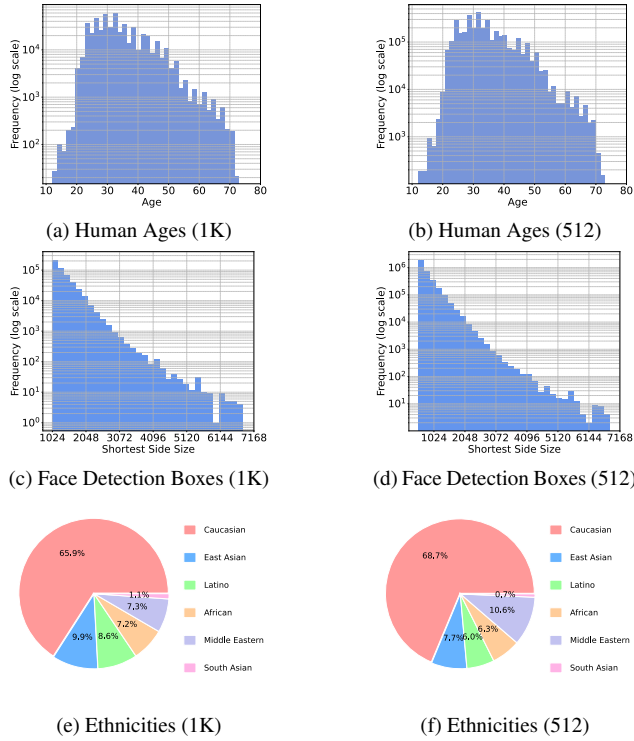 10⁴
10³
10²
Frequency (log scale)
10 20 30 40 50 60 70 80
Age
(a) Human Ages (1K)
10⁵
10⁴
10³
Frequency (log scale)
10 20 30 40 50 60 70 80
Age
(b) Human Ages (512)
10⁵
10⁴
10³
10²
10¹
10⁰
Frequency (log scale)
1024 2048 3072 4096 5120 6144 7168
Shortest Side Size
(c) Face Detection Boxes (1K)
10⁶
10⁵
10⁴
10³
10²
10¹
Frequency (log scale)
1024 2048 3072 4096 5120 6144 7168
Shortest Side Size
(d) Face Detection Boxes (512)
65.9%
9.9%
8.6%
7.2%
7.3%
1.1%
Caucasian
East Asian
Latino
African
Middle Eastern
South Asian
(e) Ethnicities (1K)
68.7%
7.7%
6.0%
6.3%
10.6%
0.7%
Caucasian
East Asian
Latino
African
Middle Eastern
South Asian
(f) Ethnicities (512)